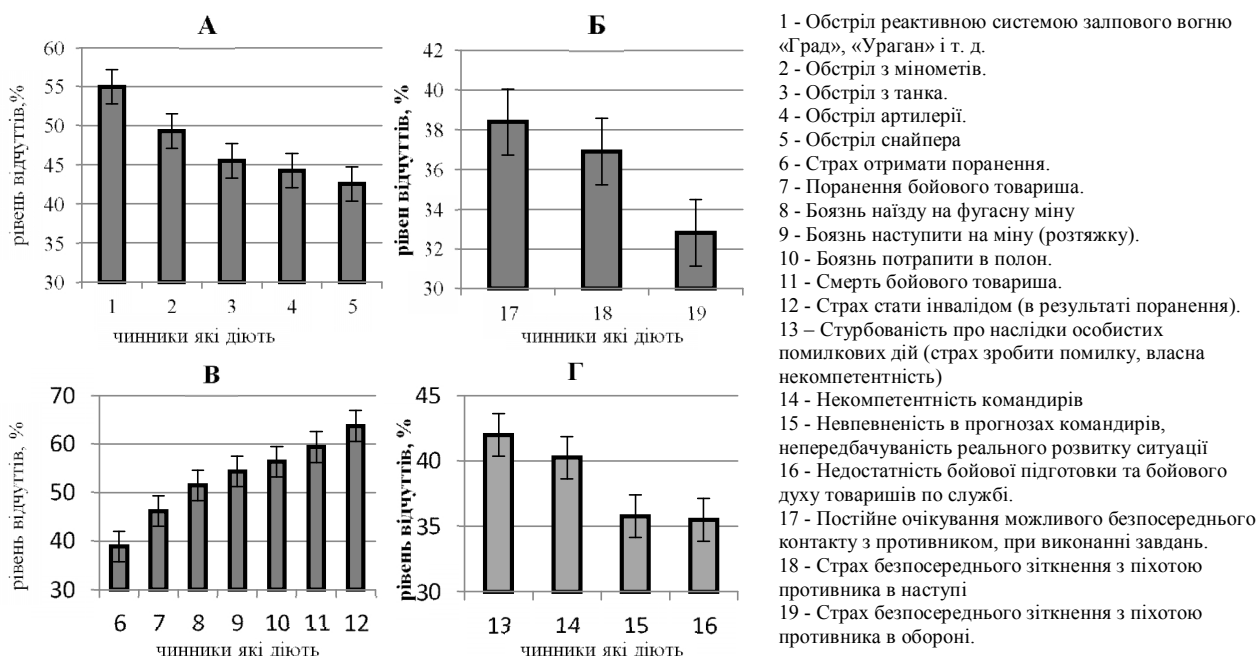 А
60
55
50
45
40
35
30
рівень відчуттів,%
1 2 3 4 5
чинники які діють
Б
42
40
38
36
34
32
30
рівен відчуттів, %
17 18 19
чинники які діють
В
70
60
50
40
30
рівень відчуттів, %
6 7 8 9 10 11 12
чинники які діють
Г
45
40
35
30
рівень відчуттів, %
13 14 15 16
чинники які діють
1 - Обстріл реактивною системою залпового вогню
«Град», «Ураган» і т. д.
2 - Обстріл з мінометів.
3 - Обстріл з танка.
4 - Обстріл артилерії.
5 - Обстріл снайпера
6 - Страх отримати поранення.
7 - Поранення бойового товариша.
8 - Боязнь наїзду на фугасну міну
9 - Боязнь наступити на міну (розтяжку).
10 - Боязнь потрапити в полон.
11 - Смерть бойового товариша.
12 - Страх стати інвалідом (в результаті поранення).
13 – Стурбованість про наслідки особистих
помилкових дій (страх зробити помилку, власна
некомпетентність)
14 - Некомпетентність командирів
15 - Невпевненість в прогнозах командирів,
непередбачуваність реального розвитку ситуації
16 - Недостатність бойової підготовки та бойового
духу товаришів по службі.
17 - Постійне очікування можливого безпосереднього
контакту з противником, при виконанні завдань.
18 - Страх безпосереднього зіткнення з піхотою
противника в наступі
19 - Страх безпосереднього зіткнення з піхотою
противника в обороні.